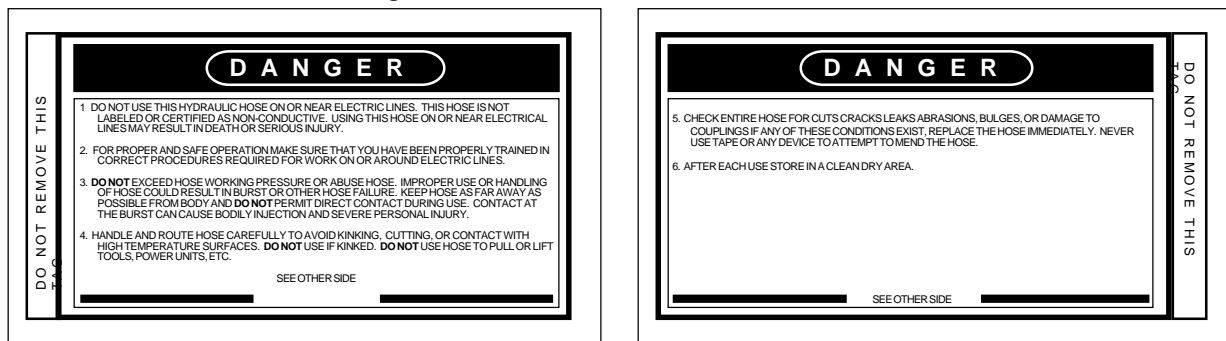 DO NOT REMOVE THIS
TAG
DANGER
1 DO NOT USE THIS HYDRAULIC HOSE ON OR NEAR ELECTRIC LINES. THIS HOSE IS NOT
LABELED OR CERTIFIED AS NON-CONDUCTIVE. USING THIS HOSE ON OR NEAR ELECTRICAL
LINES MAY RESULT IN DEATH OR SERIOUS INJURY.
2. FOR PROPER AND SAFE OPERATION MAKE SURE THAT YOU HAVE BEEN PROPERLY TRAINED IN
CORRECT PROCEDURES REQUIRED FOR WORK ON OR AROUND ELECTRIC LINES.
3. DO NOT EXCEED HOSE WORKING PRESSURE OR ABUSE HOSE. IMPROPER USE OR HANDLING
OF HOSE COULD RESULT IN BURST OR OTHER HOSE FAILURE. KEEP HOSE AS FAR AWAY AS
POSSIBLE FROM BODY AND DO NOT PERMIT DIRECT CONTACT DURING USE. CONTACT AT
THE BURST CAN CAUSE BODILY INJECTION AND SEVERE PERSONAL INJURY.
4. HANDLE AND ROUTE HOSE CAREFULLY TO AVOID KINKING, CUTTING, OR CONTACT WITH
HIGH TEMPERATURE SURFACES. DO NOT USE IF KINKED. DO NOT USE HOSE TO PULL OR LIFT
TOOLS, POWER UNITS, ETC.
SEE OTHER SIDE
DANGER
5. CHECK ENTIRE HOSE FOR CUTS CRACKS LEAKS ABRASIONS, BULGES, OR DAMAGE TO
COUPLINGS IF ANY OF THESE CONDITIONS EXIST, REPLACE THE HOSE IMMEDIATELY. NEVER
USE TAPE OR ANY DEVICE TO ATTEMPT TO MEND THE HOSE.
6. AFTER EACH USE STORE IN A CLEAN DRY AREA.
SEE OTHER SIDE
DO NOT REMOVE THIS
TAG